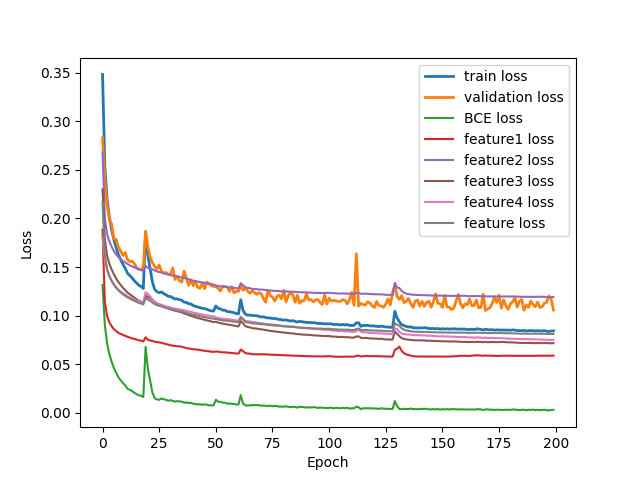 0.35
0.30
0.25
0.20
0.15
0.10
0.05
0.00
Loss
0 25 50 75 100 125 150 175 200
Epoch
train loss
validation loss
BCE loss
feature1 loss
feature2 loss
feature3 loss
feature4 loss
feature loss